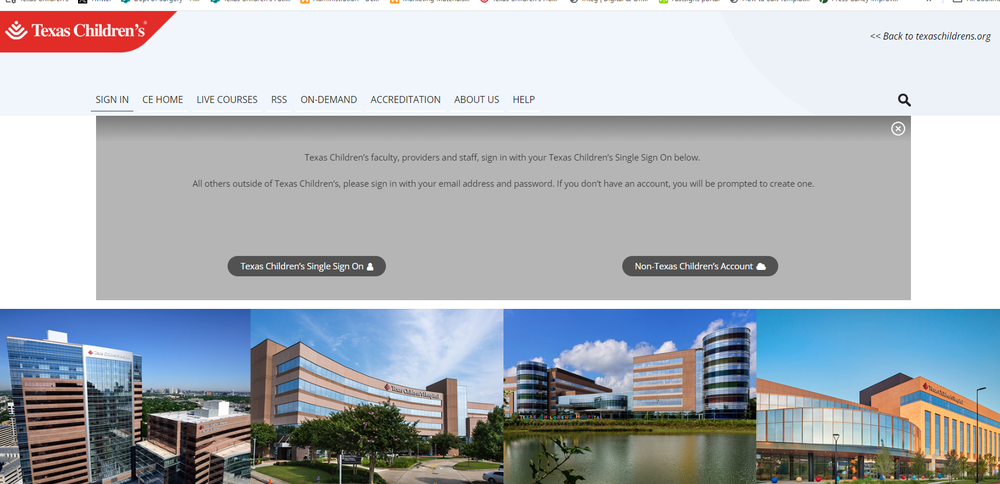 Texas Children's®
<< Back to texaschildrens.org
SIGN IN CE HOME LIVE COURSES RSS ON-DEMAND ACCREDITATION ABOUT US HELP
Texas Children's faculty, providers and staff, sign in with your Texas Children's Single Sign On below.
All others outside of Texas Children's, please sign in with your email address and password. If you don't have an account, you will be prompted to create one.
Texas Children's Single Sign On
Non-Texas Children's Account
Texas Children's Hospital
Texas Children's Hospital
TEXAS CHILDREN'S HOSPITAL
Texas Children's Hospital